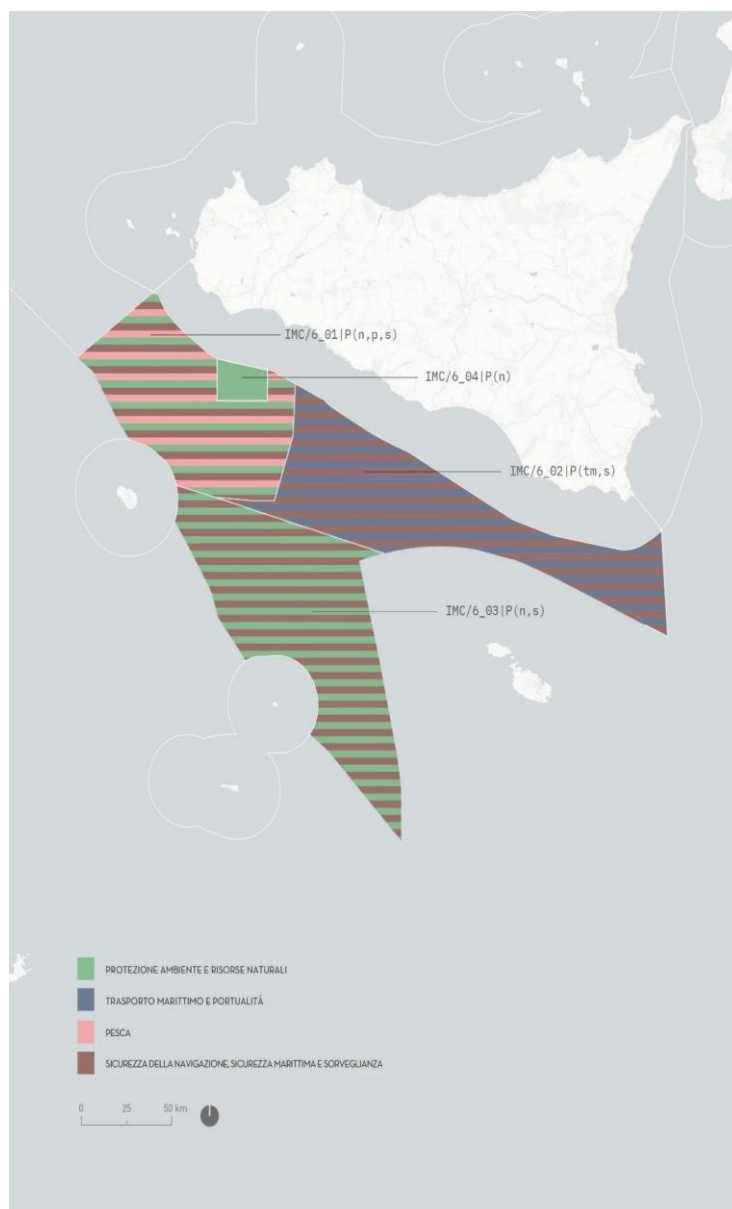 IMC/6_01|P(n,p,s)
IMC/6_04|P(n)
IMC/6_02|P(tm,s)
IMC/6_03|P(n,s)
PROTEZIONE AMBIENTE E RISORSE NATURALI
TRASPORTO MARITTIMO E PORTUALITÀ
PESCA
SICUREZZA DELLA NAVIGAZIONE, SICUREZZA MARITTIMA E SORVEGLIANZA
0 25 50 km